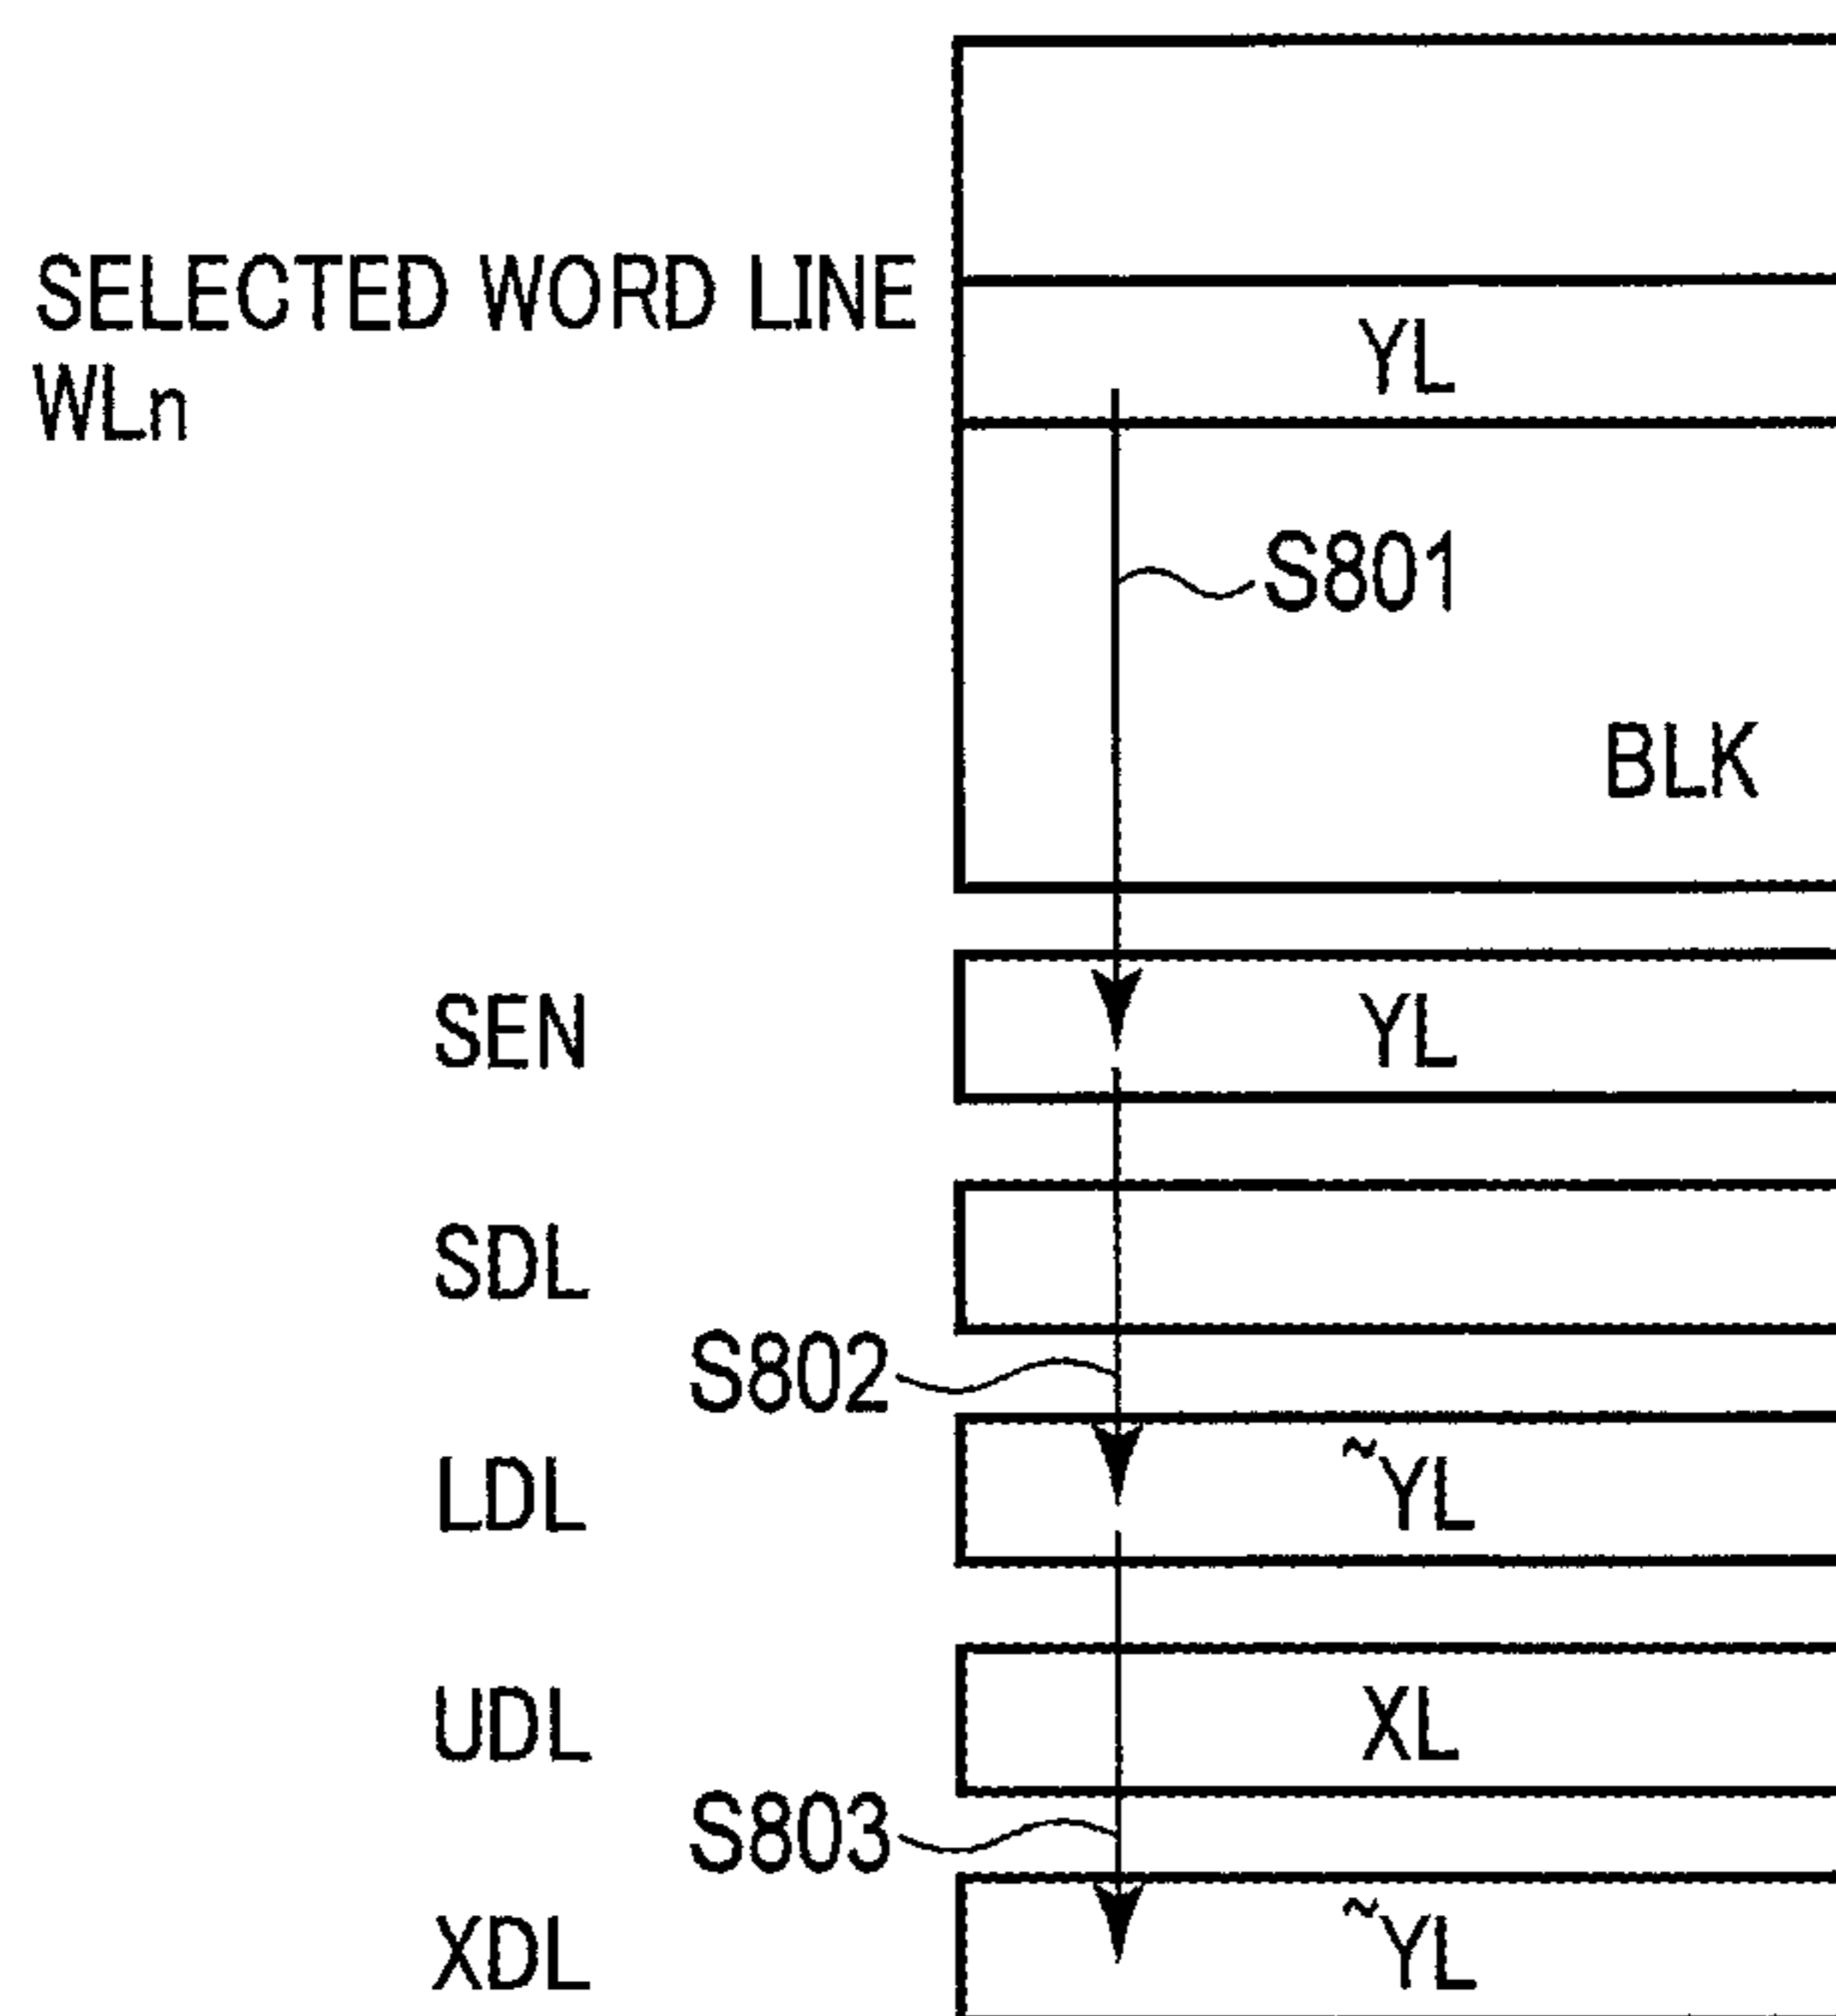 SELECTED WORD LINE
WLn
YL
S801
BLK
SEN
YL
SDL
S802
LDL
~YL
UDL
XL
S803
XDL
~YL